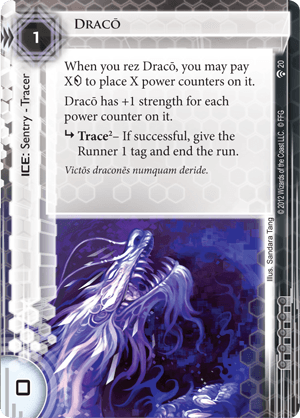 Dracō
1
When you rez Dracō, you may pay
X to place X power counters on it.
Dracō has +1 strength for each
power counter on it.
Trace²– If successful, give the
Runner 1 tag and end the run.
Victōs dracōnēs numquam deride.
ICE: Sentry - Tracer
20
© 2012 Wizards of the Coast LLC. © FFG
Illus. Sandara Tang
0